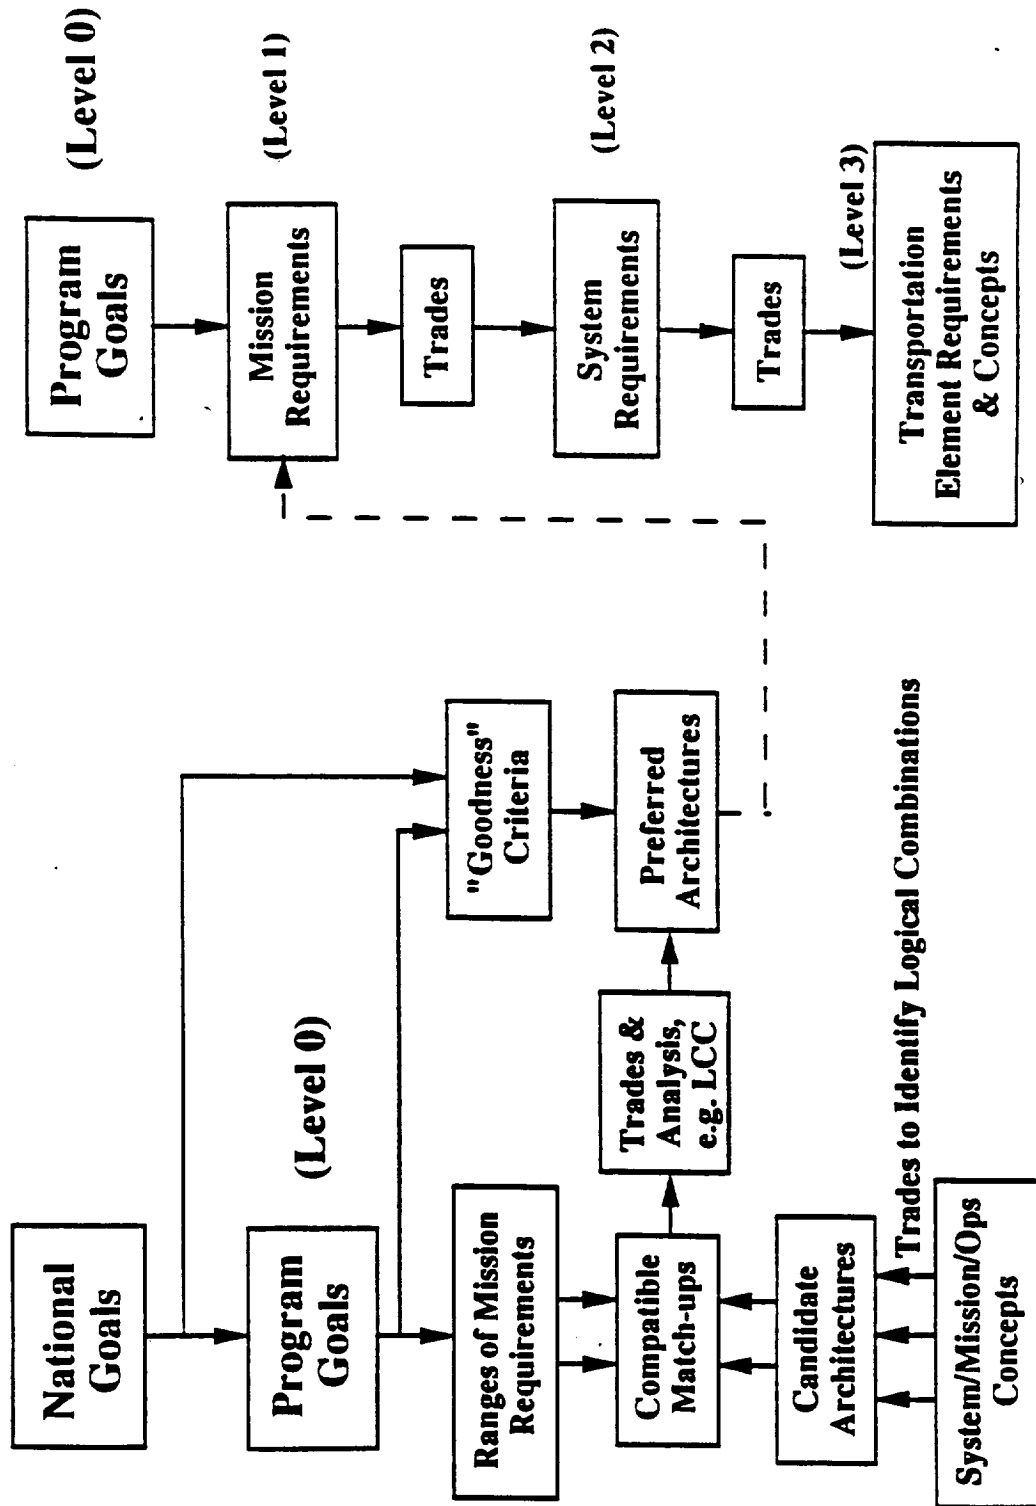 National
Goals
Program
Goals
(Level 0)
Ranges of Mission
Requirements
Compatible
Match-ups
Candidate
Architectures
Trades to Identify Logical Combinations
System/Mission/Ops
Concepts
Trades &
Analysis,
e.g. LCC
"Goodness"
Criteria
Preferred
Architectures
Program
Goals
(Level 0)
Mission
Requirements
(Level 1)
Trades
System
Requirements
(Level 2)
Trades
(Level 3)
Transportation
Element Requirements
& Concepts